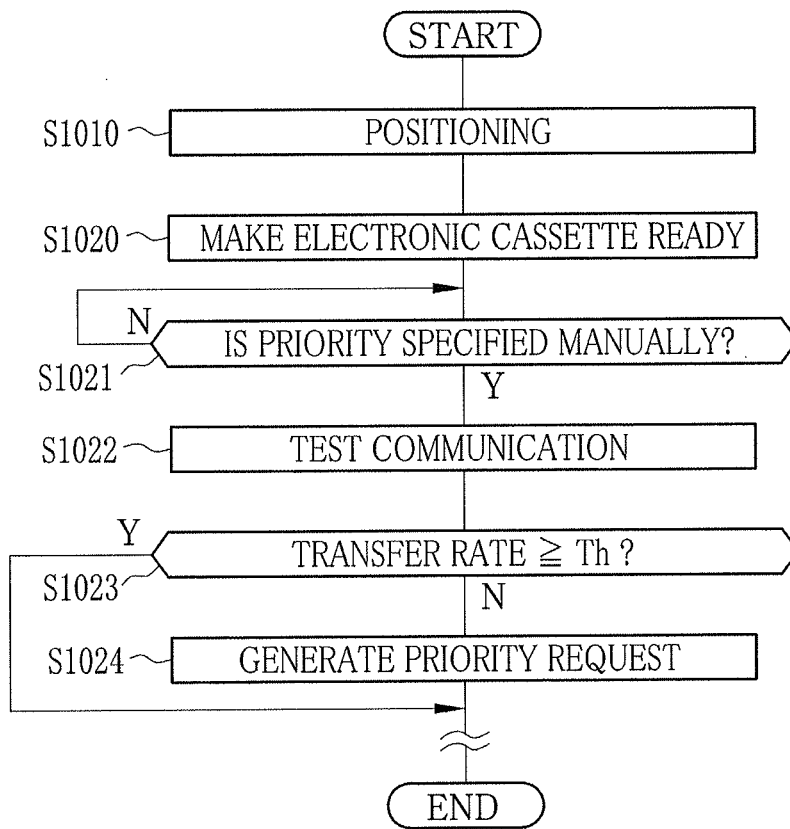 START
S1010
POSITIONING
S1020
MAKE ELECTRONIC CASSETTE READY
N
IS PRIORITY SPECIFIED MANUALLY?
S1021
Y
S1022
TEST COMMUNICATION
Y
TRANSFER RATE ≧ Th ?
S1023
N
S1024
GENERATE PRIORITY REQUEST
END